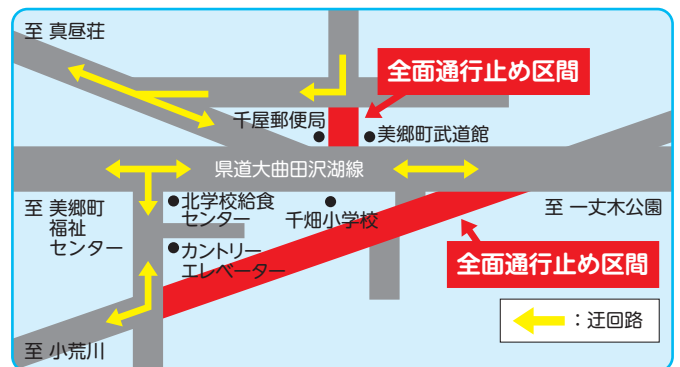 至 真昼荘
全面通行止め区間
千屋郵便局
美郷町武道館
県道大曲田沢湖線
至 美郷町
福祉
センター
北学校給食
センター
千畑小学校
至 一丈木公園
カントリー
エレベーター
全面通行止め区間
：迂回路
至 小荒川